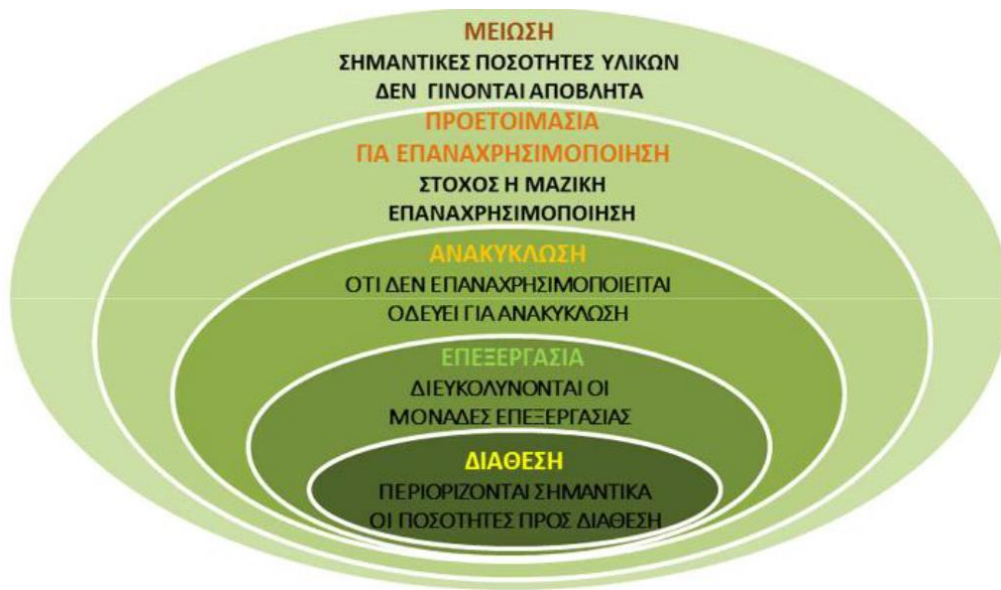 ΜΕΙΩΣΗ
ΣΗΜΑΝΤΙΚΕΣ ΠΟΣΟΤΗΤΕΣ ΥΛΙΚΩΝ
ΔΕΝ ΓΙΝΟΝΤΑΙ ΑΠΟΒΛΗΤΑ
ΠΡΟΕΤΟΙΜΑΣΙΑ
ΓΙΑ ΕΠΑΝΑΧΡΗΣΙΜΟΠΟΙΗΣΗ
ΣΤΟΧΟΣ Η ΜΑΖΙΚΗ
ΕΠΑΝΑΧΡΗΣΙΜΟΠΟΙΗΣΗ
ΑΝΑΚΥΚΛΩΣΗ
ΟΤΙ ΔΕΝ ΕΠΑΝΑΧΡΗΣΙΜΟΠΟΙΕΙΤΑΙ
ΟΔΕΥΕΙ ΓΙΑ ΑΝΑΚΥΚΛΩΣΗ
ΕΠΕΞΕΡΓΑΣΙΑ
ΔΙΕΥΚΟΛΥΝΟΝΤΑΙ ΟΙ
ΜΟΝΑΔΕΣ ΕΠΕΞΕΡΓΑΣΙΑΣ
ΔΙΑΘΕΣΗ
ΠΕΡΙΟΡΙΖΟΝΤΑΙ ΣΗΜΑΝΤΙΚΑ
ΟΙ ΠΟΣΟΤΗΤΕΣ ΠΡΟΣ ΔΙΑΘΕΣΗ